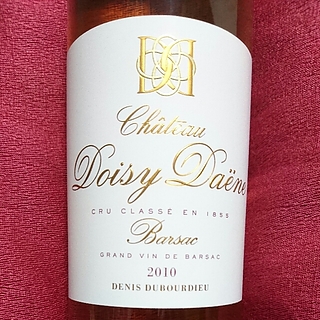 Château
Doisy Daëne
CRU CLASSÉ EN 1855
Barsac
GRAND VIN DE BARSAC
2010
DENIS DUBOURDIEU